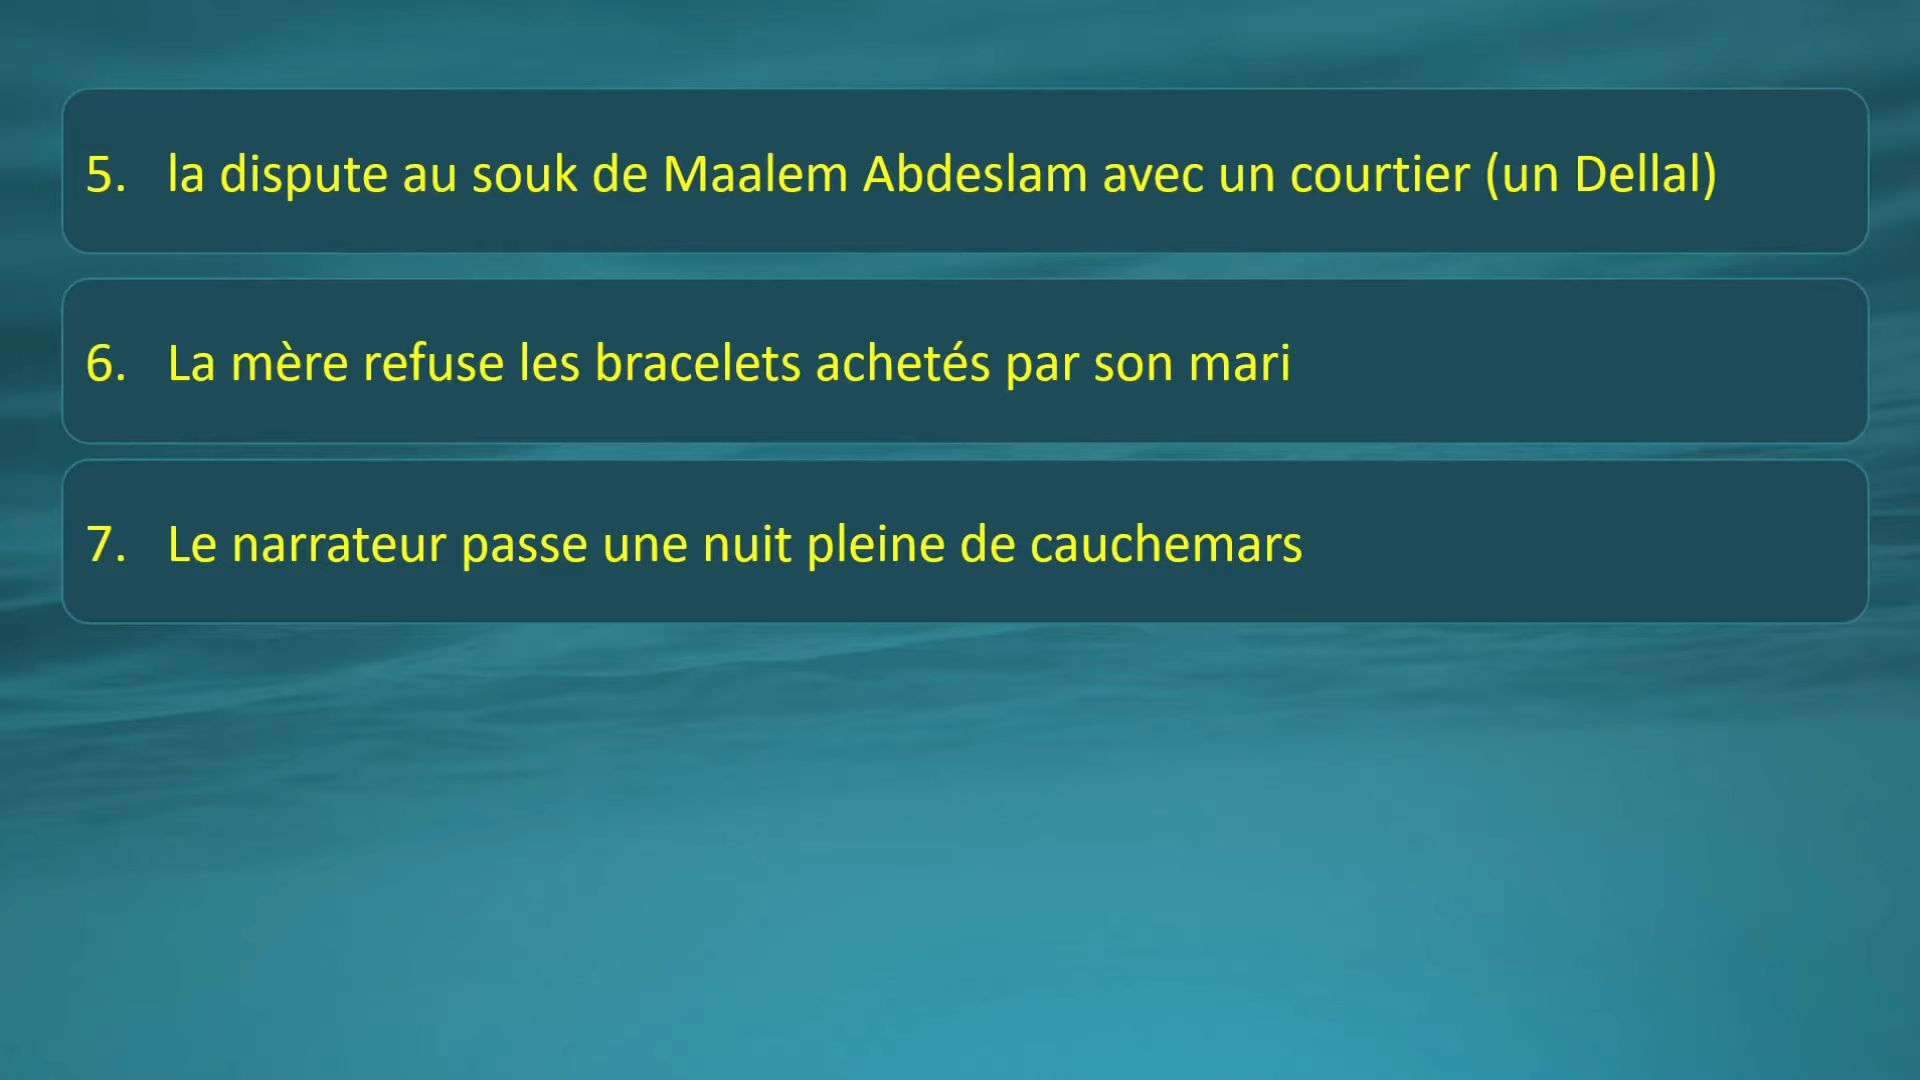 5. la dispute au souk de Maalem Abdeslam avec un courtier (un Dellal)
6. La mère refuse les bracelets achetés par son mari
7. Le narrateur passe une nuit pleine de cauchemars